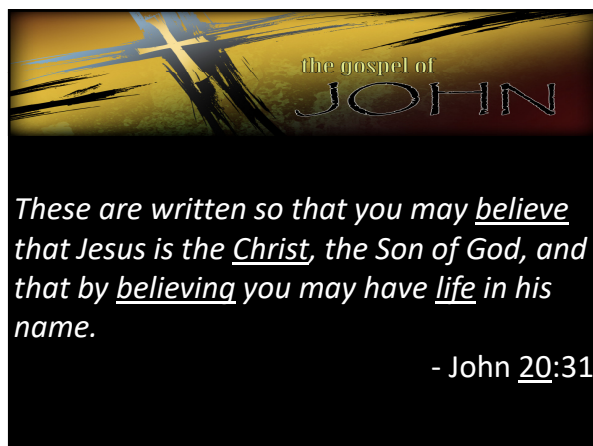 the gospel of
JOHN
These are written so that you may believe
that Jesus is the Christ, the Son of God, and
that by believing you may have life in his
name.
- John 20:31